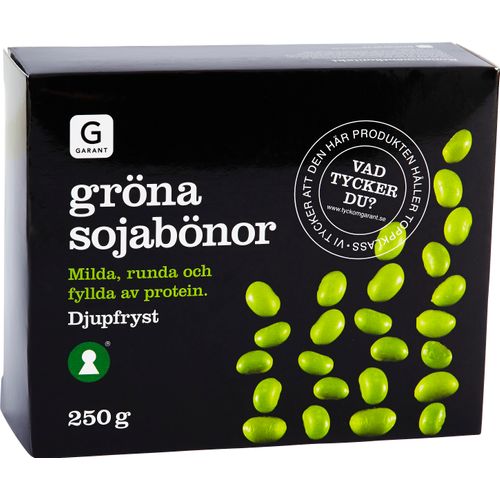 G
GARANT
gröna
sojabönor
Milda, runda och
fyllda av protein.
Djupfryst
®
250 g
VI TYCKER ATT DEN HÄR PRODUKTEN HÅLLER TOPPKLASS •
VAD
TYCKER
DU?
www.tyckomgarant.se